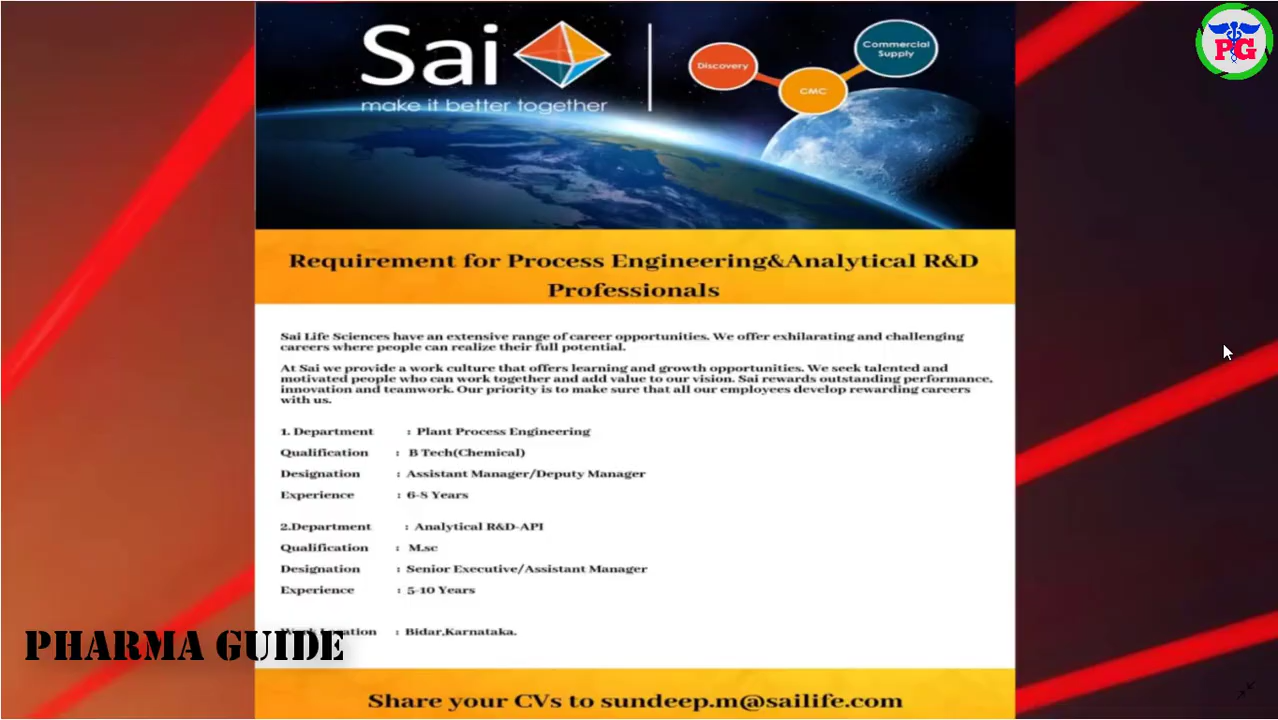 Sai
make it better together
Discovery
CMC
Commercial
Supply
PG
Requirement for Process Engineering&Analytical R&D
Professionals
Sai Life Sciences have an extensive range of career opportunities. We offer exhilarating and challenging
careers where people can realize their full potential.
At Sai we provide a work culture that offers learning and growth opportunities. We seek talented and
motivated people who can work together and add value to our vision. Sai rewards outstanding performance,
innovation and teamwork. Our priority is to make sure that all our employees develop rewarding careers
with us.
1. Department : Plant Process Engineering
Qualification : B Tech(Chemical)
Designation : Assistant Manager/Deputy Manager
Experience : 6-8 Years
2.Department : Analytical R&D-API
Qualification : M.sc
Designation : Senior Executive/Assistant Manager
Experience : 5-10 Years
Work Location : Bidar,Karnataka.
PHARMA GUIDE
Share your CVs to sundeep.m@sailife.com